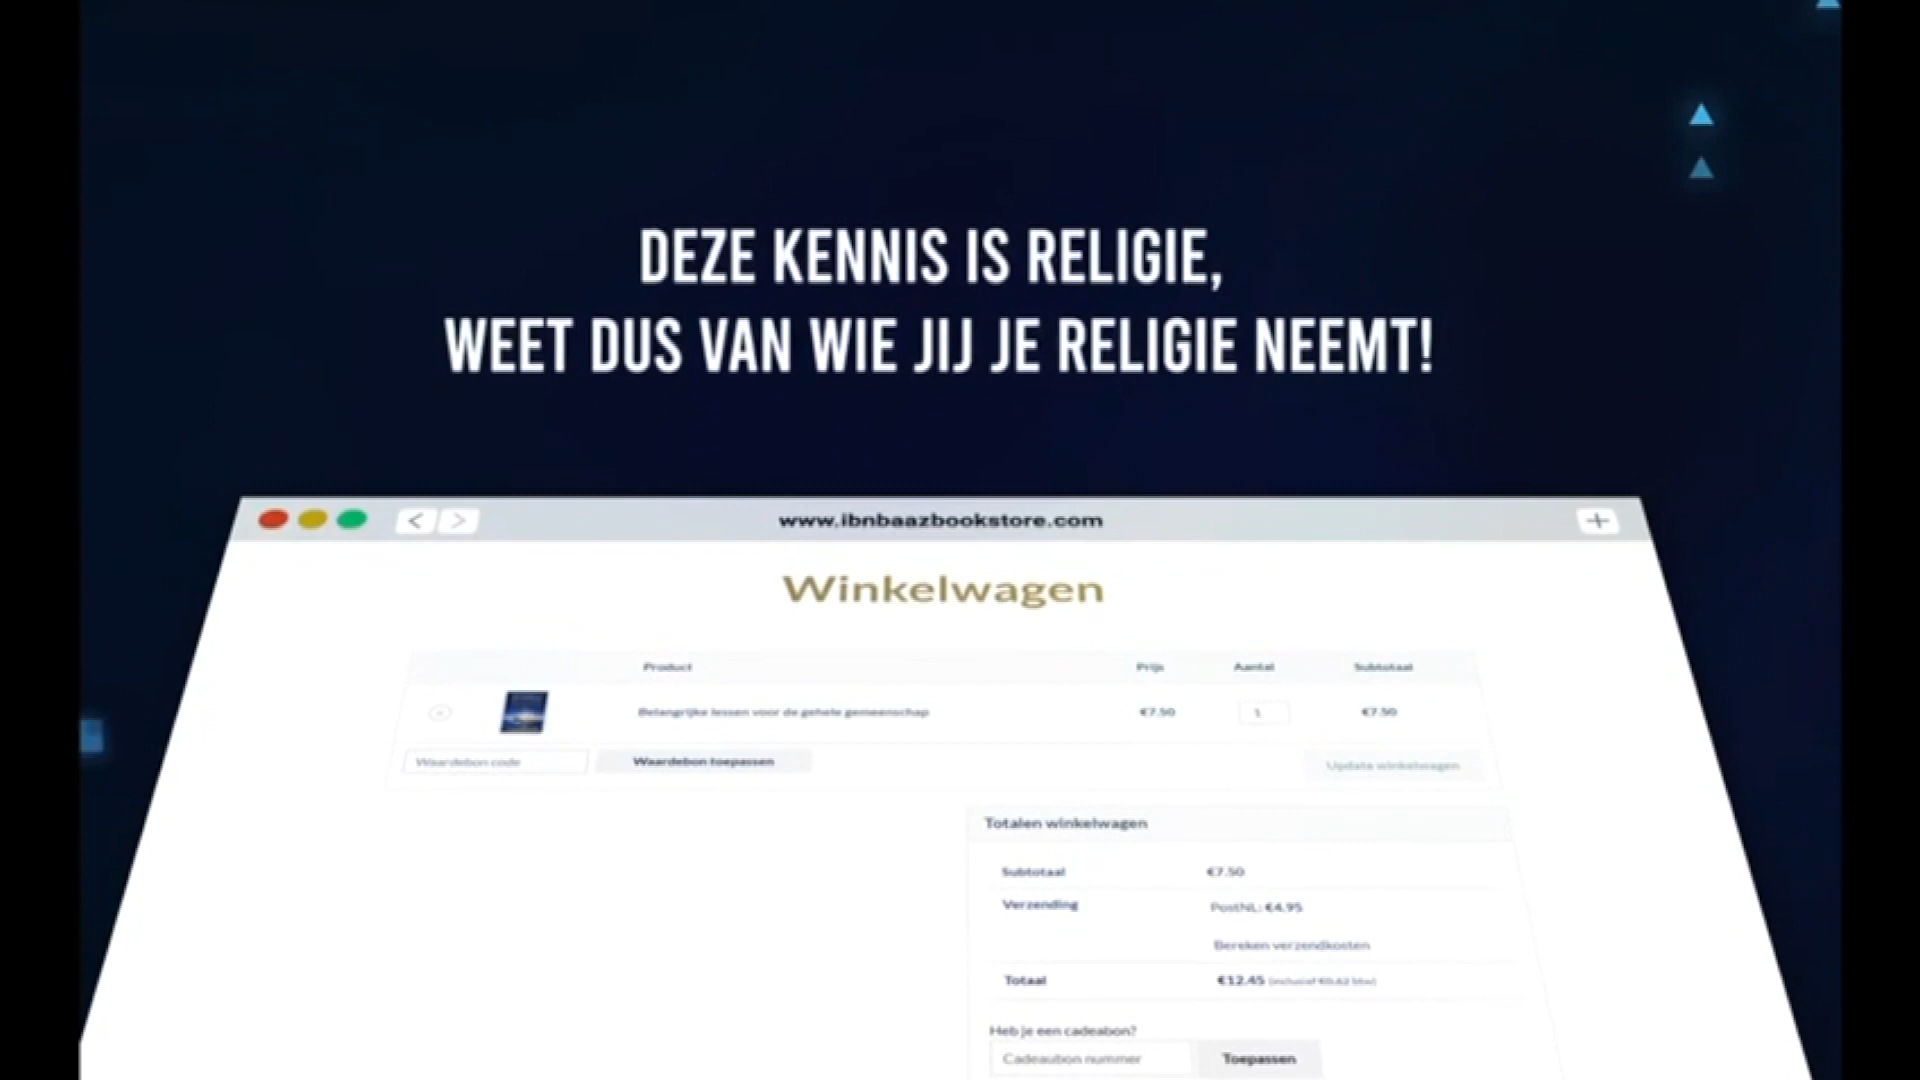 DEZE KENNIS IS RELIGIE,
WEET DUS VAN WIE JIJ JE RELIGIE NEEMT!
www.ibnbaazbookstore.com
Winkelwagen
Product Prijs Aantal Subtotaal
Belangrijke lessen voor de gehele gemeenschap €7.50 1 €7.50
Waardebon code Waardebon toepassen Update winkelwagen
Totalen winkelwagen
Subtotaal €7.50
Verzending PostNL: €4.95
Bereken verzendkosten
Totaal €12.45
Heb je een cadeabon?
Cadeaubon nummer Toepassen